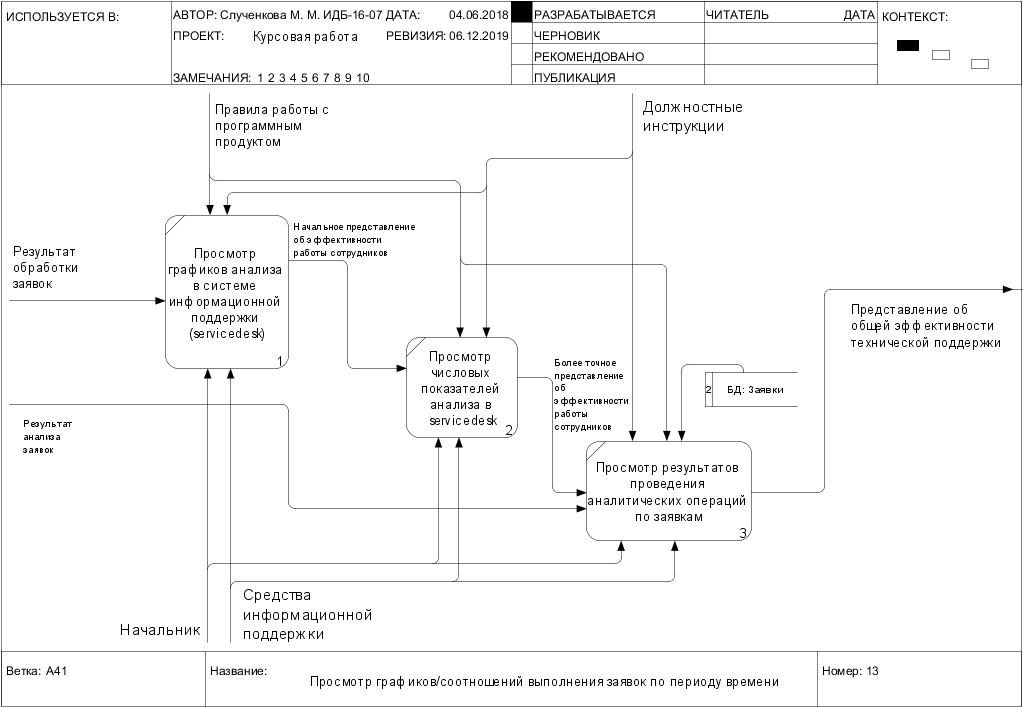 ИСПОЛЬЗУЕТСЯ В:
АВТОР: Слученкова М. М. ИДБ-16-07 ДАТА: 04.06.2018
ПРОЕКТ: Курсовая работа РЕВИЗИЯ: 06.12.2019
ЗАМЕЧАНИЯ: 1 2 3 4 5 6 7 8 9 10
РАЗРАБАТЫВАЕТСЯ
ЧЕРНОВИК
РЕКОМЕНДОВАНО
ПУБЛИКАЦИЯ
ЧИТАТЕЛЬ ДАТА
КОНТЕКСТ:
Правила работы с
программным
продуктом
Должностные
инструкции
Начальное представление
об эффективности
работы сотрудников
Результат
обработки
заявок
Просмотр
графиков анализа
в системе
информационной
поддержки
(servicedesk)
1
Просмотр
числовых
показателей
анализа в
servicedesk
2
Более точное
представление
об
эффективности
работы
сотрудников
2 БД: Заявки
Представление об
общей эффективности
технической поддержки
Результат
анализа
заявок
Просмотр результатов
проведения
аналитических операций
по заявкам
3
Начальник
Средства
информационной
поддержки
Ветка: A41
Название:
Просмотр графиков/соотношений выполнения заявок по периоду времени
Номер: 13